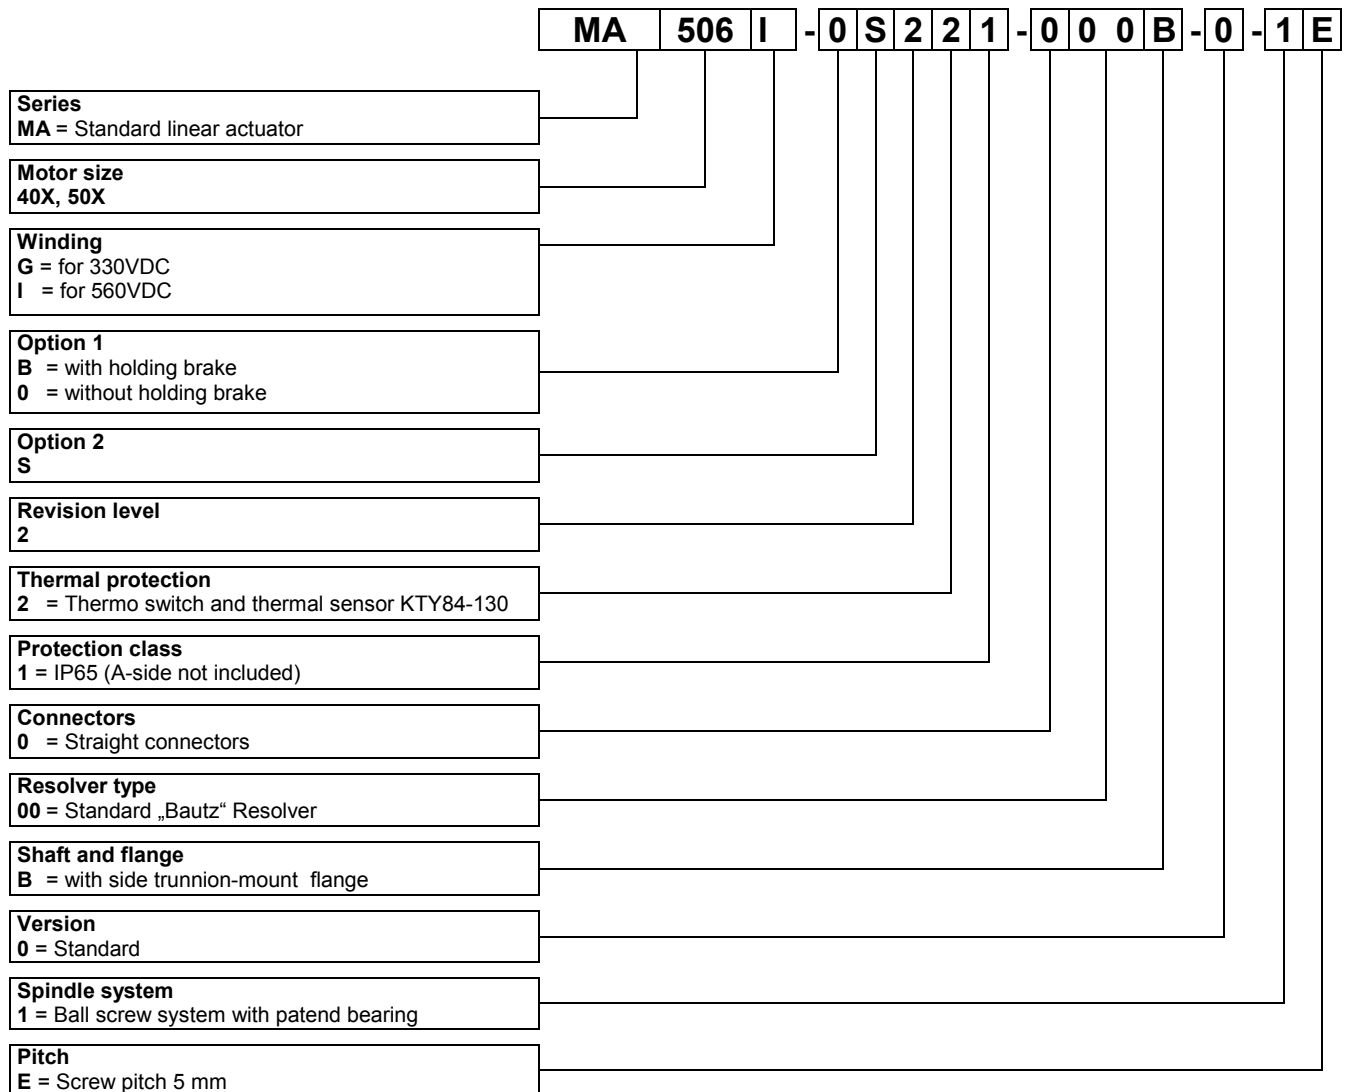 MA 506 I - 0 S 2 2 1 - 0 0 0 B - 0 - 1 E
Series
MA = Standard linear actuator
Motor size
40X, 50X
Winding
G = for 330VDC
I = for 560VDC
Option 1
B = with holding brake
0 = without holding brake
Option 2
S
Revision level
2
Thermal protection
2 = Thermo switch and thermal sensor KTY84-130
Protection class
1 = IP65 (A-side not included)
Connectors
0 = Straight connectors
Resolver type
00 = Standard „Bautz“ Resolver
Shaft and flange
B = with side trunnion-mount flange
Version
0 = Standard
Spindle system
1 = Ball screw system with patend bearing
Pitch
E = Screw pitch 5 mm